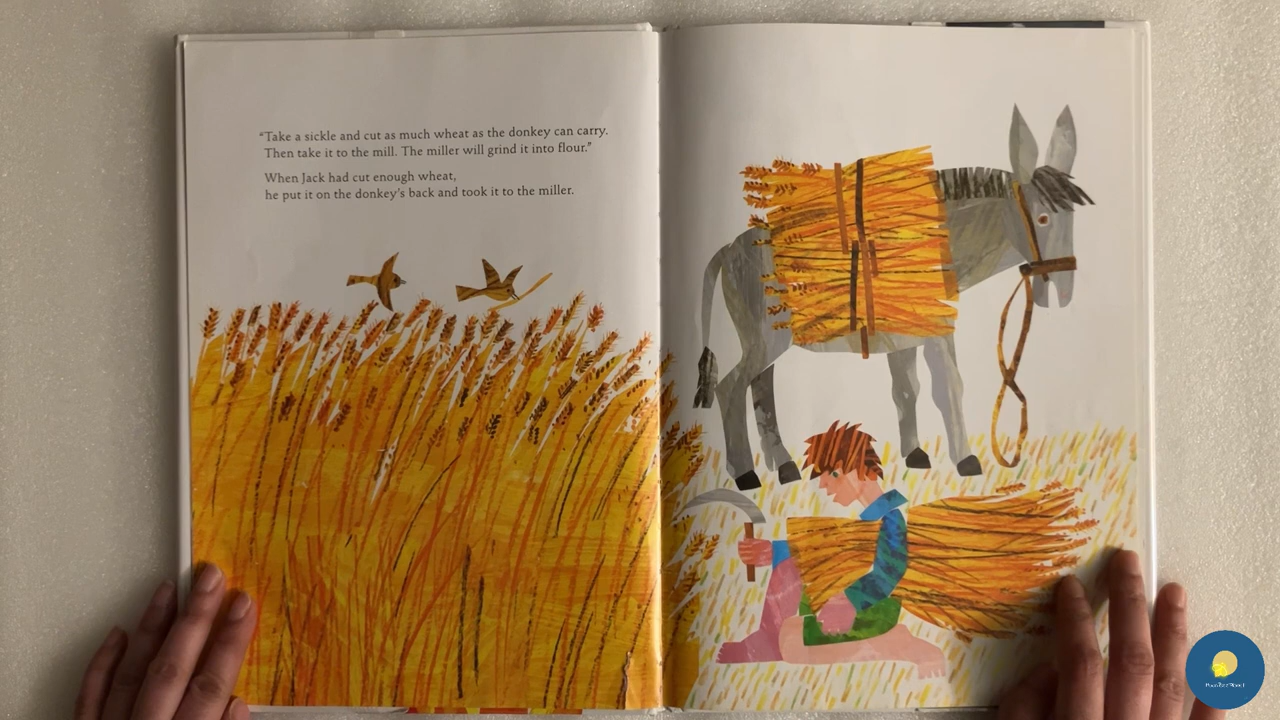 “Take a sickle and cut as much wheat as the donkey can carry.
Then take it to the mill. The miller will grind it into flour.”
When Jack had cut enough wheat,
he put it on the donkey’s back and took it to the miller.